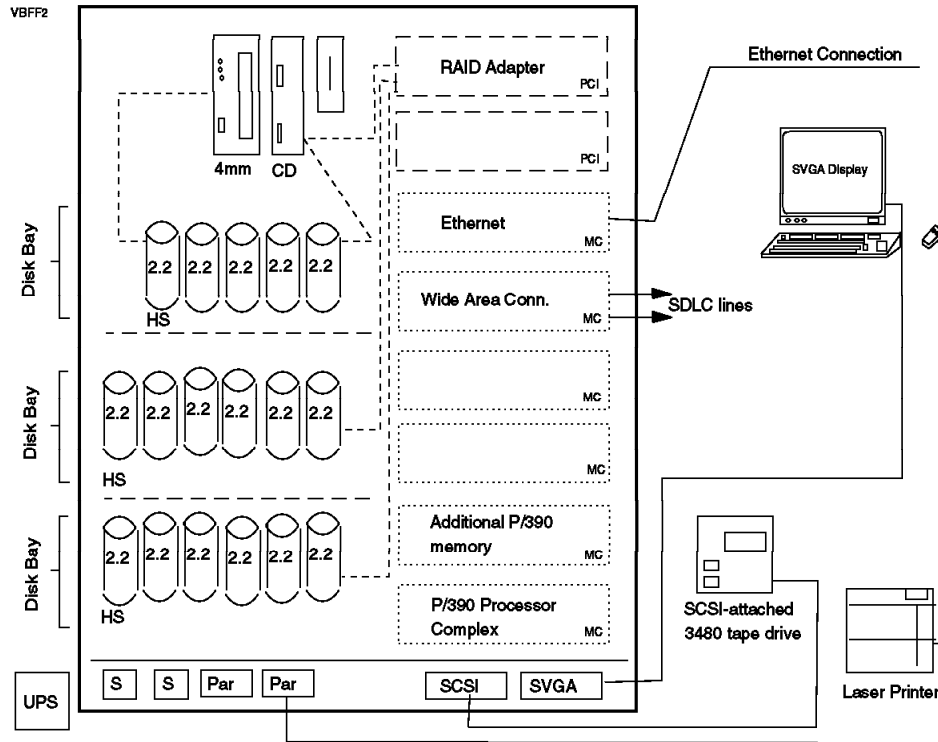 VBFF2
RAID Adapter
PCI
Ethernet Connection
PCI
4mm
CD
SVGA Display
Ethernet
MC
Disk Bay
2.2 2.2 2.2 2.2 2.2
HS
Wide Area Conn.
MC
SDLC lines
MC
Disk Bay
2.2 2.2 2.2 2.2 2.2 2.2
HS
MC
Disk Bay
2.2 2.2 2.2 2.2 2.2 2.2
HS
Additional P/390
memory
MC
P/390 Processor
Complex
MC
SCSI-attached
3480 tape drive
Laser Printer
UPS
S
S
Par
Par
SCSI
SVGA